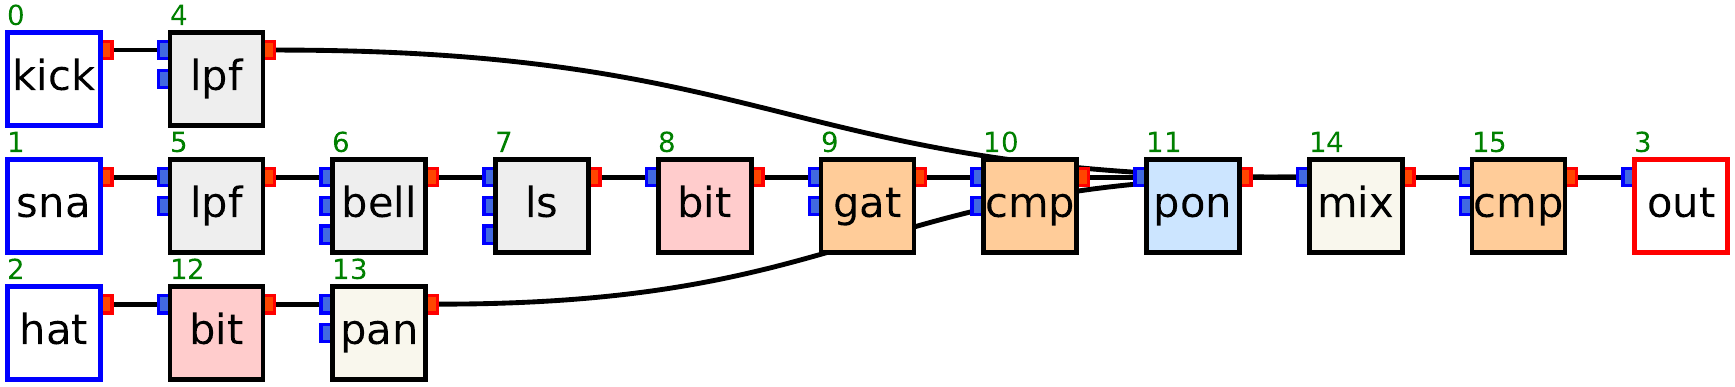 0 4
kick lpf
1 5 6 7 8 9 10 11 14 15 3
sna lpf bell ls bit gat cmp pon mix cmp out
2 12 13
hat bit pan